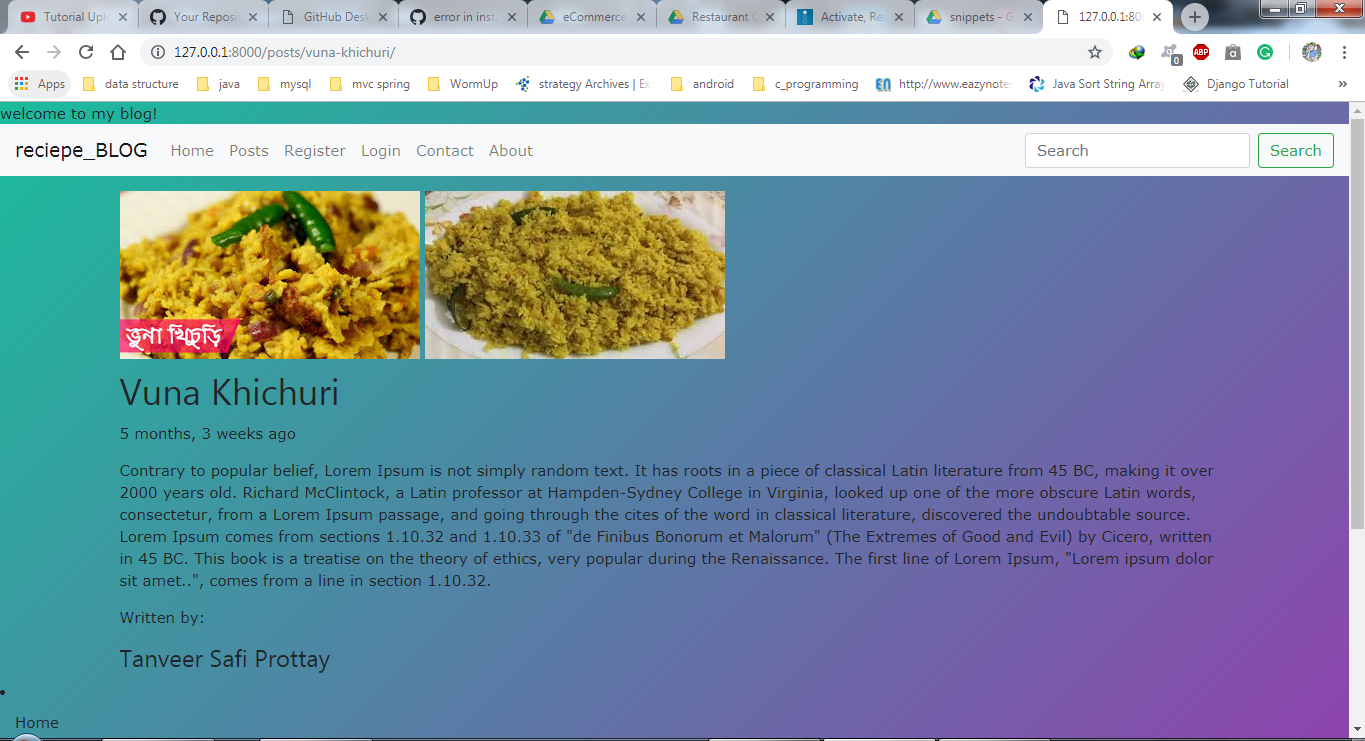 Tutorial Uplo
Your Reposit
GitHub Desk
error in insta
eCommerce
Restaurant
Activate, Re
snippets - G
127.0.0.1:80
127.0.0.1:8000/posts/vuna-khichuri/
0
ABP
Apps
data structure
java
mysql
mvc spring
WormUp
strategy Archives | Ex
android
c_programming
http://www.eazynote
Java Sort String Array
Django Tutorial
»
welcome to my blog!
reciepe_BLOG
Home
Posts
Register
Login
Contact
About
Search
Search
ভুনা খিচুড়ি
Vuna Khichuri
5 months, 3 weeks ago
Contrary to popular belief, Lorem Ipsum is not simply random text. It has roots in a piece of classical Latin literature from 45 BC, making it over
2000 years old. Richard McClintock, a Latin professor at Hampden-Sydney College in Virginia, looked up one of the more obscure Latin words,
consectetur, from a Lorem Ipsum passage, and going through the cites of the word in classical literature, discovered the undoubtable source.
Lorem Ipsum comes from sections 1.10.32 and 1.10.33 of "de Finibus Bonorum et Malorum" (The Extremes of Good and Evil) by Cicero, written
in 45 BC. This book is a treatise on the theory of ethics, very popular during the Renaissance. The first line of Lorem Ipsum, "Lorem ipsum dolor
sit amet..", comes from a line in section 1.10.32.
Written by:
Tanveer Safi Prottay
Home